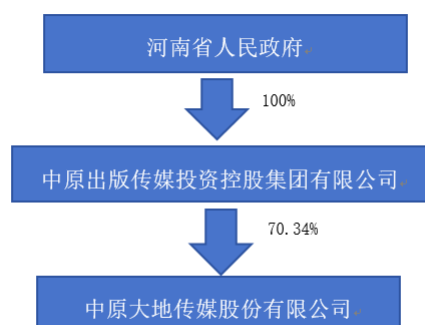 河南省人民政府
100%
中原出版传媒投资控股集团有限公司
70.34%
中原大地传媒股份有限公司